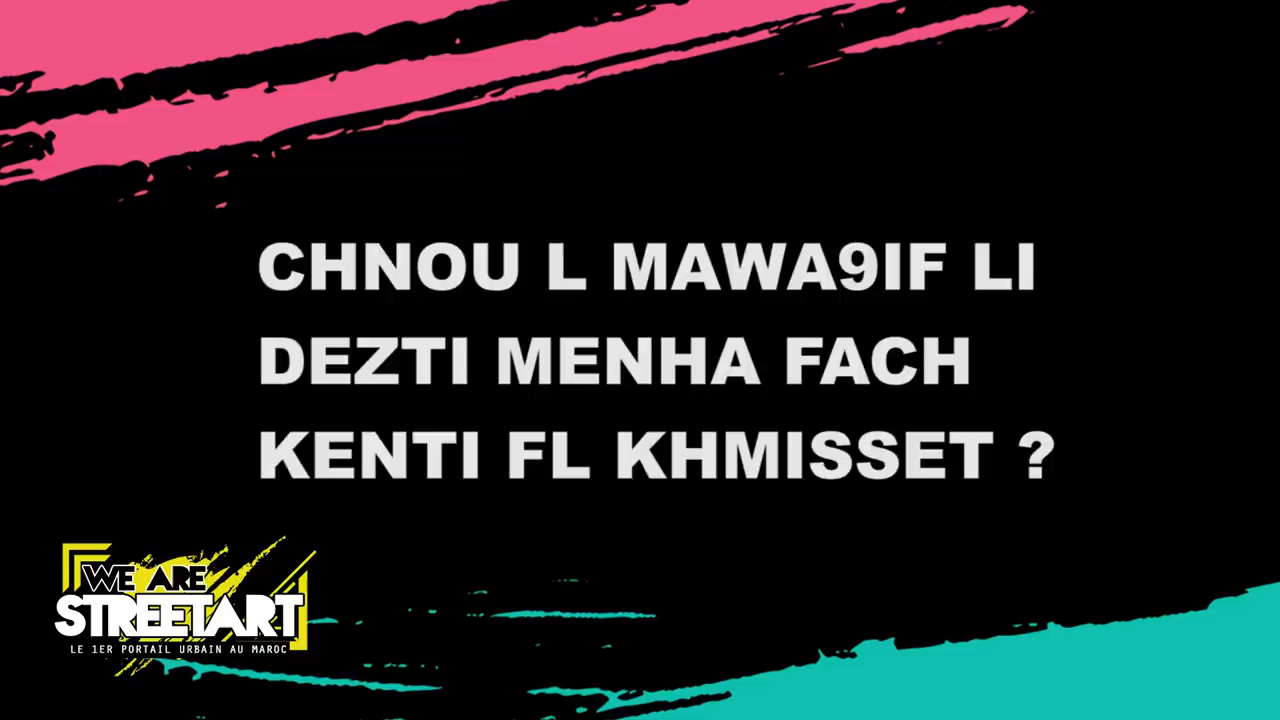 CHNOU L MAWA9IF LI
DEZTI MENHA FACH
KENTI FL KHMISSET ?
WE ARE
STREETART
LE 1ER PORTAIL URBAIN AU MAROC